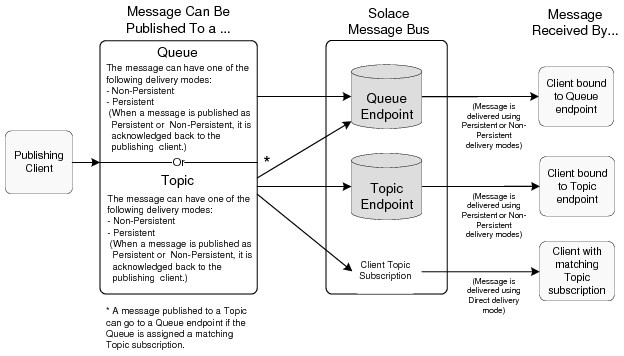 Message Can Be
Published To a ...
Solace
Message Bus
Message
Received By...
Publishing
Client
Queue
The message can have one of the
following delivery modes:
- Non-Persistent
- Persistent
(When a message is published as
Persistent or Non-Persistent, it is
acknowledged back to the
publishing client.)
Or
Topic
The message can have one of the
following delivery modes:
- Non-Persistent
- Persistent
(When a message is published as
Persistent or Non-Persistent, it is
acknowledged back to the
publishing client.)
*
Queue
Endpoint
Topic
Endpoint
Client Topic
Subscription
(Message is
delivered using
Persistent or Non-
Persistent
delivery modes)
(Message is
delivered using
Persistent or Non-
Persistent
delivery modes)
(Message is
delivered using
Direct delivery
mode)
Client bound
to Queue
endpoint
Client bound
to Topic
endpoint
Client with
matching
Topic
subscription
* A message published to a Topic
can go to a Queue endpoint if the
Queue is assigned a matching
Topic subscription.